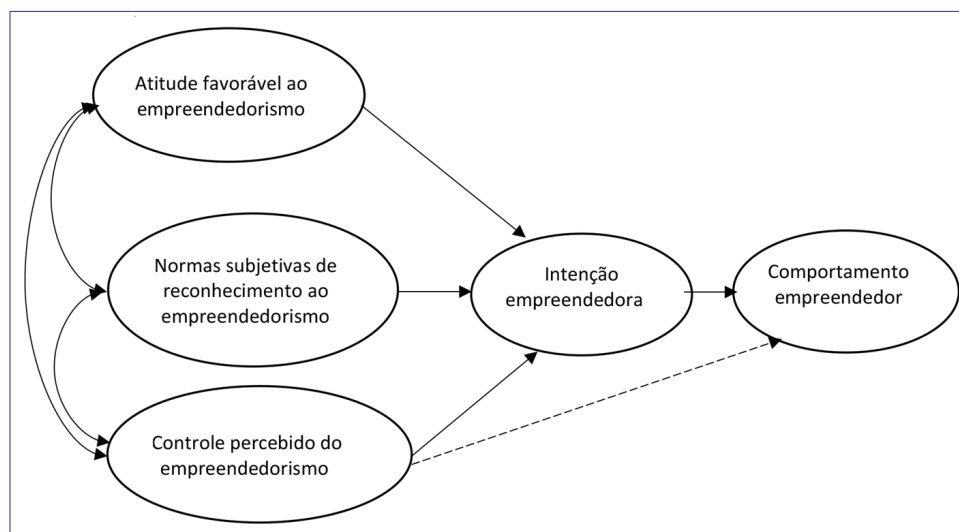 Atitude favorável ao
empreendedorismo
Normas subjetivas de
reconhecimento ao
empreendedorismo
Controle percebido do
empreendedorismo
Intenção
empreendedora
Comportamento
empreendedor